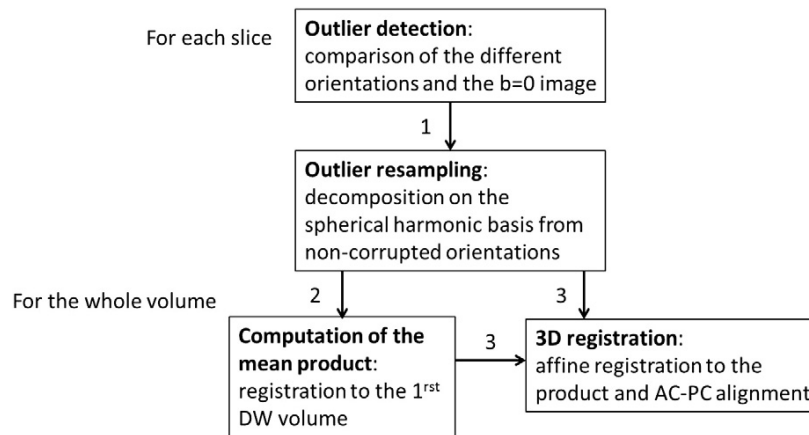 For each slice
Outlier detection:
comparison of the different
orientations and the b=0 image
1
Outlier resampling:
decomposition on the
spherical harmonic basis from
non-corrupted orientations
For the whole volume
2
3
Computation of the
mean product:
registration to the 1rst
DW volume
3
3D registration:
affine registration to the
product and AC-PC alignment